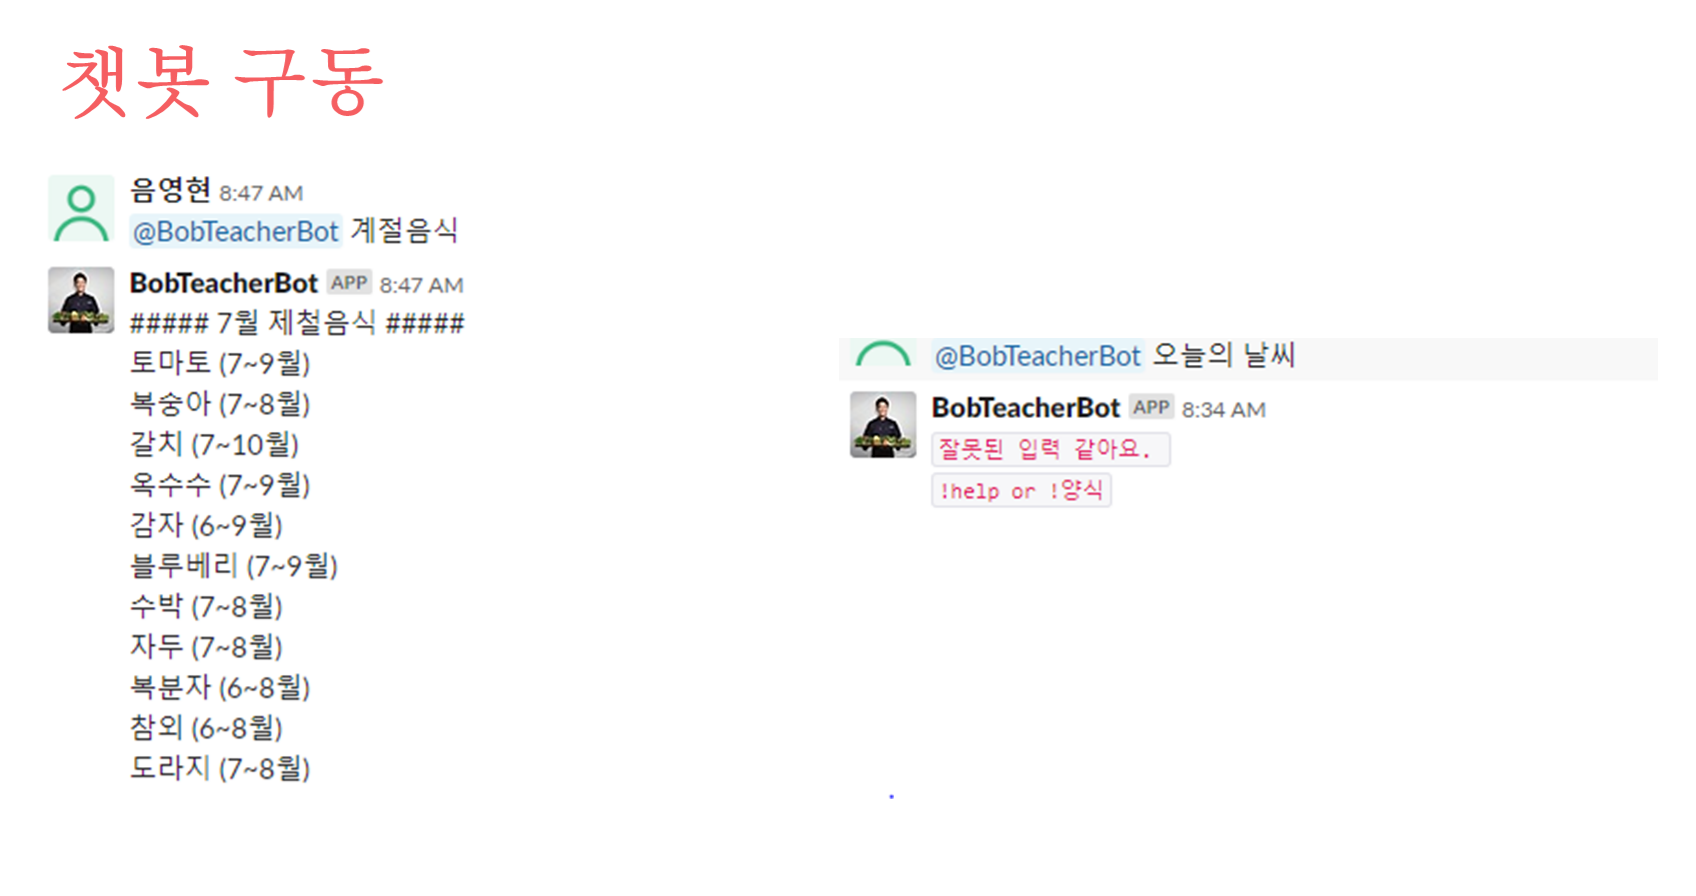 챗봇 구동
음영현 8:47 AM
@BobTeacherBot 계절음식
BobTeacherBot APP 8:47 AM
##### 7월 제철음식 #####
토마토 (7~9월)
복숭아 (7~8월)
갈치 (7~10월)
옥수수 (7~9월)
감자 (6~9월)
블루베리 (7~9월)
수박 (7~8월)
자두 (7~8월)
복분자 (6~8월)
참외 (6~8월)
도라지 (7~8월)
@BobTeacherBot 오늘의 날씨
BobTeacherBot APP 8:34 AM
잘못된 입력 같아요.
!help or !양식